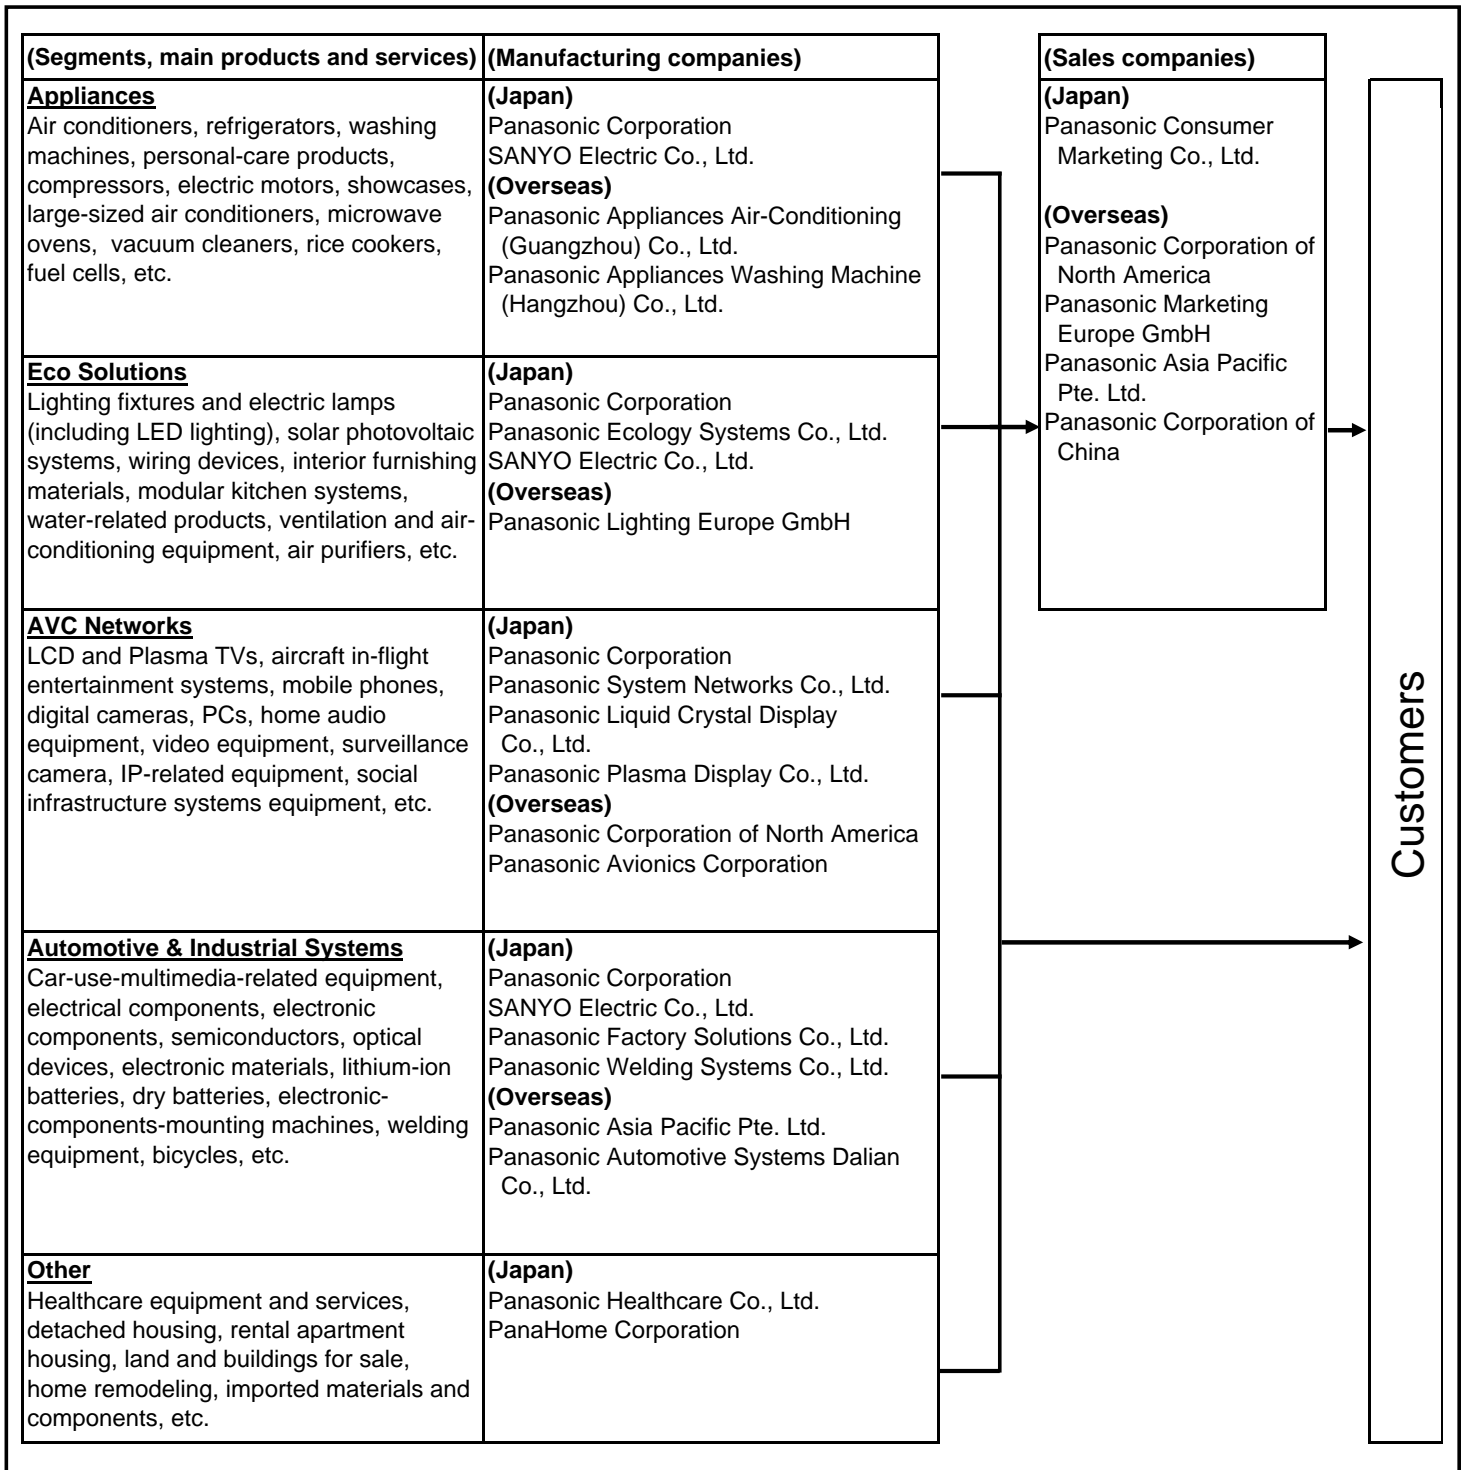 (Segments, main products and services)
(Manufacturing companies)
(Sales companies)
Appliances
Air conditioners, refrigerators, washing
machines, personal-care products,
compressors, electric motors, showcases,
large-sized air conditioners, microwave
ovens, vacuum cleaners, rice cookers,
fuel cells, etc.
(Japan)
Panasonic Corporation
SANYO Electric Co., Ltd.
(Overseas)
Panasonic Appliances Air-Conditioning
(Guangzhou) Co., Ltd.
Panasonic Appliances Washing Machine
(Hangzhou) Co., Ltd.
Eco Solutions
Lighting fixtures and electric lamps
(including LED lighting), solar photovoltaic
systems, wiring devices, interior furnishing
materials, modular kitchen systems,
water-related products, ventilation and air-
conditioning equipment, air purifiers, etc.
(Japan)
Panasonic Corporation
Panasonic Ecology Systems Co., Ltd.
SANYO Electric Co., Ltd.
(Overseas)
Panasonic Lighting Europe GmbH
AVC Networks
LCD and Plasma TVs, aircraft in-flight
entertainment systems, mobile phones,
digital cameras, PCs, home audio
equipment, video equipment, surveillance
camera, IP-related equipment, social
infrastructure systems equipment, etc.
(Japan)
Panasonic Corporation
Panasonic System Networks Co., Ltd.
Panasonic Liquid Crystal Display
Co., Ltd.
Panasonic Plasma Display Co., Ltd.
(Overseas)
Panasonic Corporation of North America
Panasonic Avionics Corporation
Automotive & Industrial Systems
Car-use-multimedia-related equipment,
electrical components, electronic
components, semiconductors, optical
devices, electronic materials, lithium-ion
batteries, dry batteries, electronic-
components-mounting machines, welding
equipment, bicycles, etc.
(Japan)
Panasonic Corporation
SANYO Electric Co., Ltd.
Panasonic Factory Solutions Co., Ltd.
Panasonic Welding Systems Co., Ltd.
(Overseas)
Panasonic Asia Pacific Pte. Ltd.
Panasonic Automotive Systems Dalian
Co., Ltd.
Other
Healthcare equipment and services,
detached housing, rental apartment
housing, land and buildings for sale,
home remodeling, imported materials and
components, etc.
(Japan)
Panasonic Healthcare Co., Ltd.
PanaHome Corporation
(Japan)
Panasonic Consumer
Marketing Co., Ltd.
(Overseas)
Panasonic Corporation of
North America
Panasonic Marketing
Europe GmbH
Panasonic Asia Pacific
Pte. Ltd.
Panasonic Corporation of
China
Customers